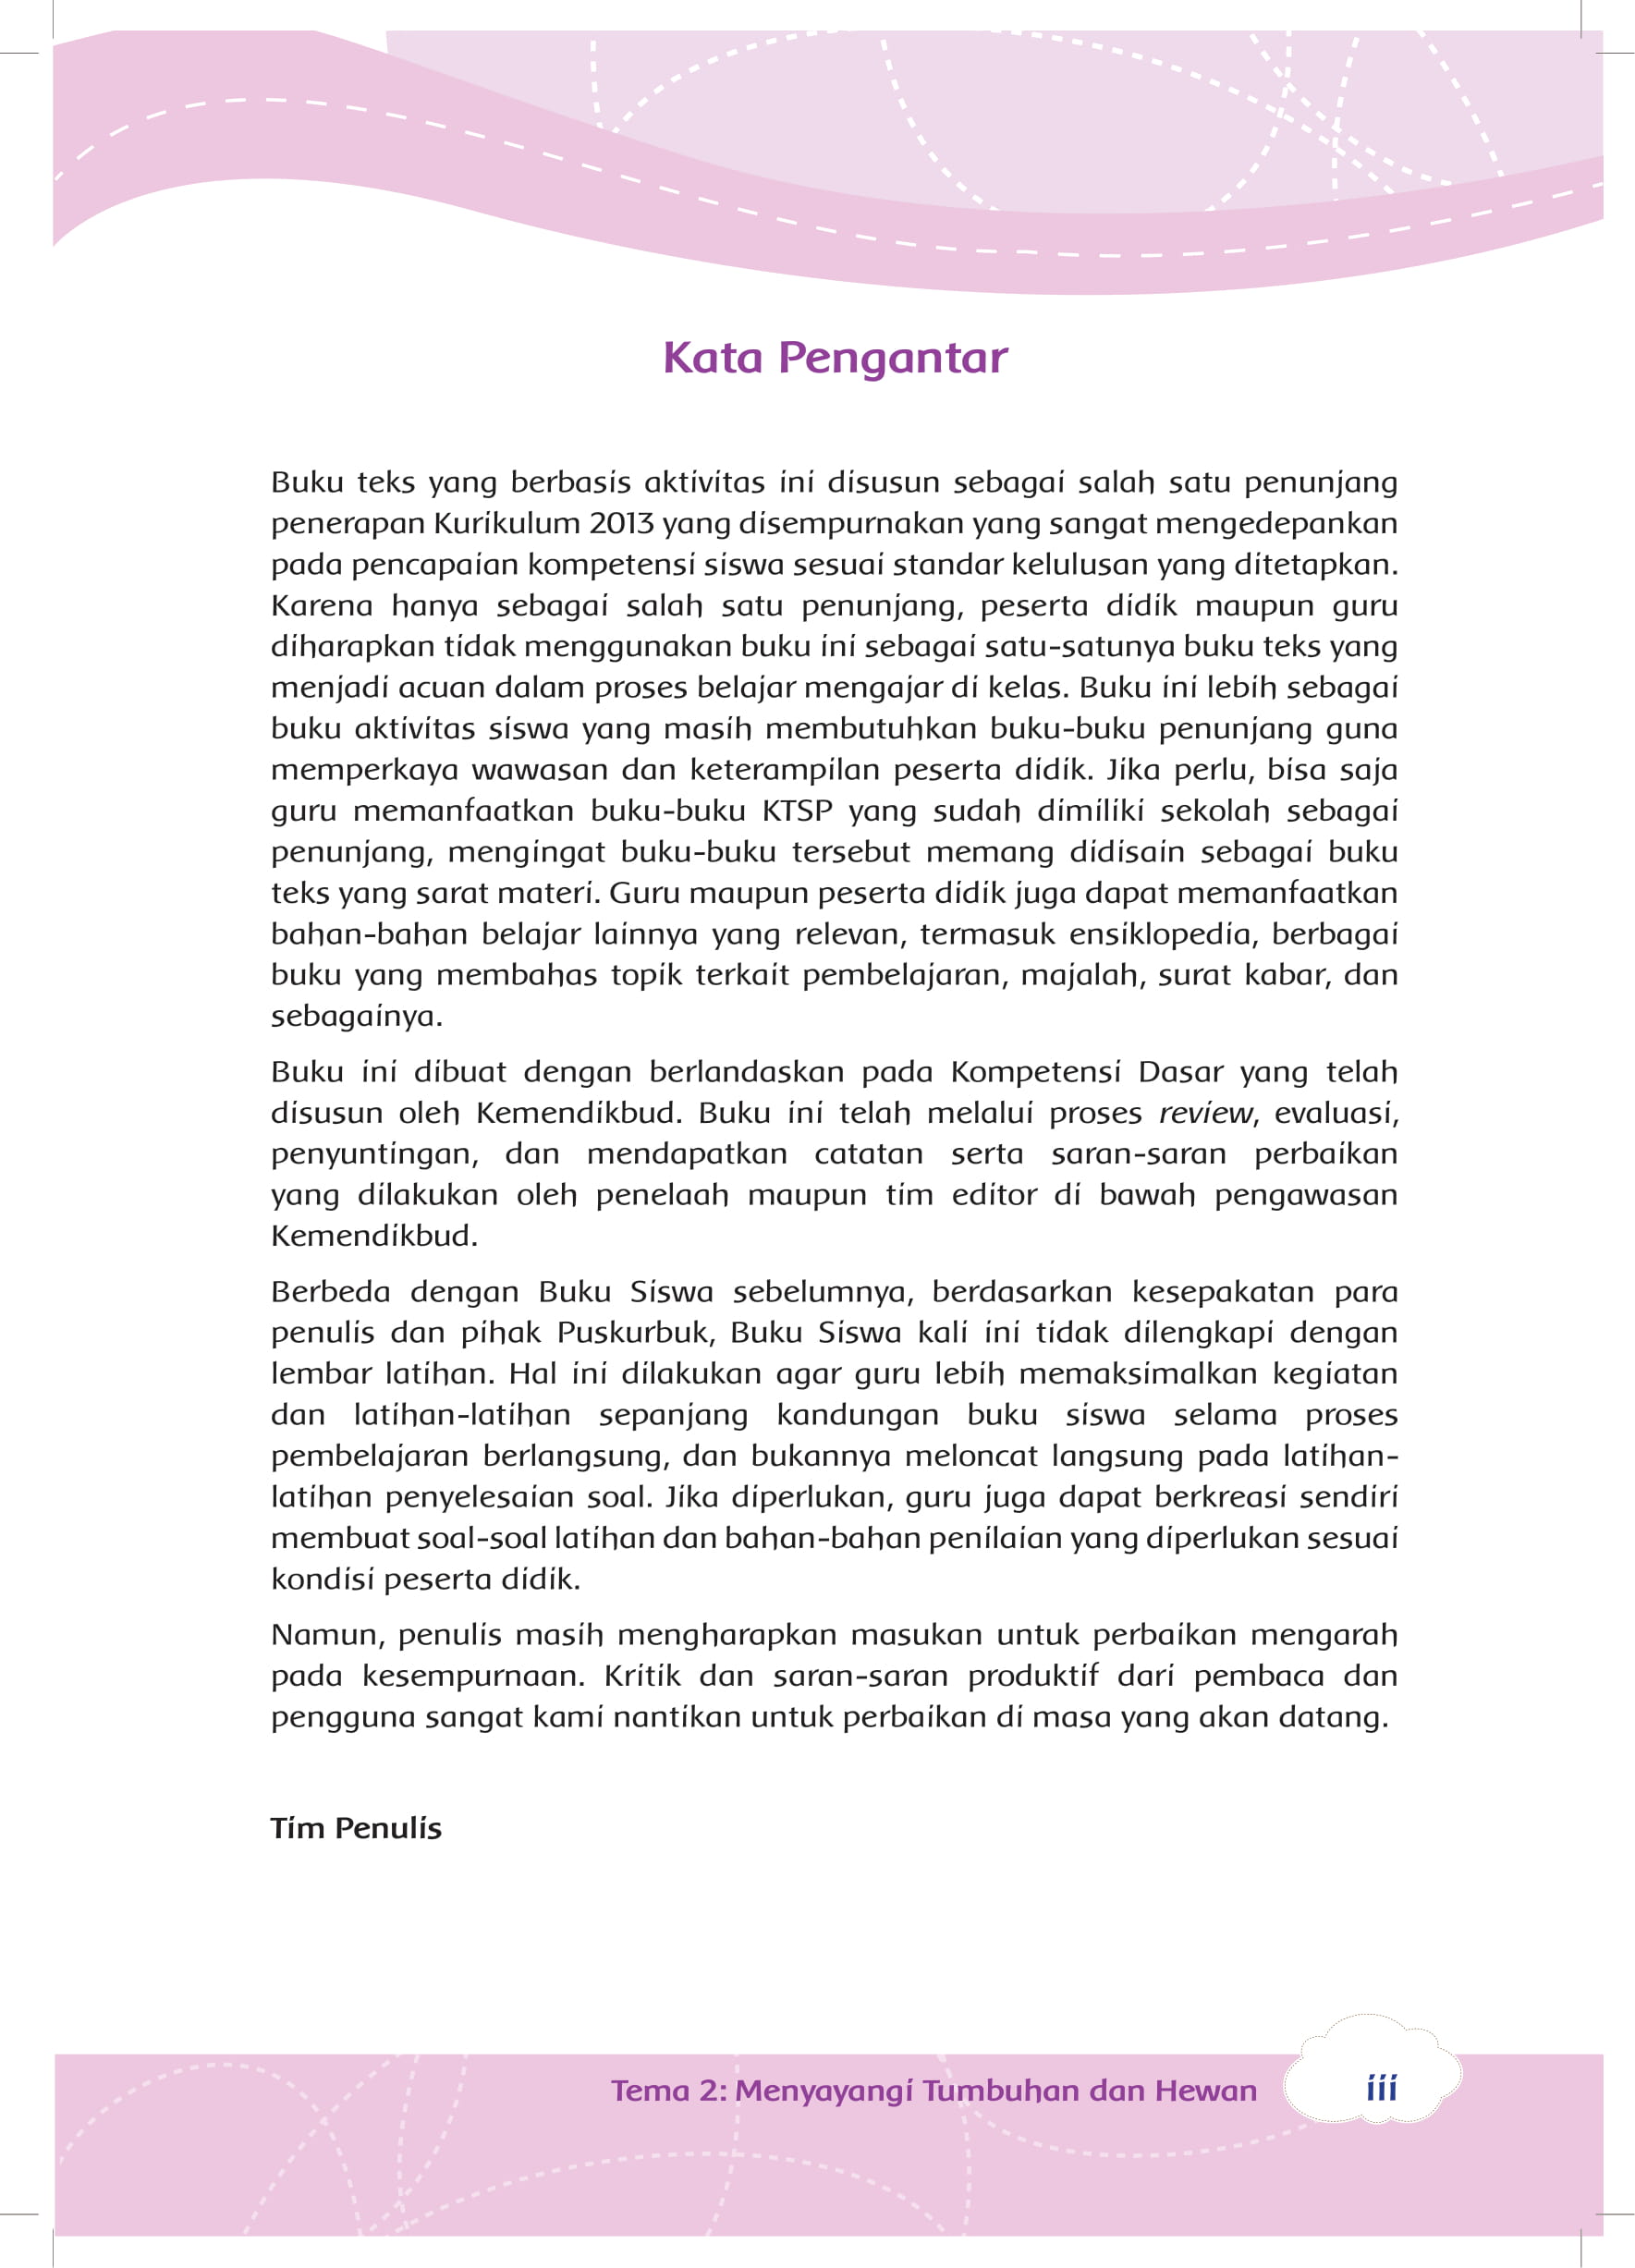 Kata Pengantar
Buku teks yang berbasis aktivitas ini disusun sebagai salah satu penunjang
penerapan Kurikulum 2013 yang disempurnakan yang sangat mengedepankan
pada pencapaian kompetensi siswa sesuai standar kelulusan yang ditetapkan.
Karena hanya sebagai salah satu penunjang, peserta didik maupun guru
diharapkan tidak menggunakan buku ini sebagai satu-satunya buku teks yang
menjadi acuan dalam proses belajar mengajar di kelas. Buku ini lebih sebagai
buku aktivitas siswa yang masih membutuhkan buku-buku penunjang guna
memperkaya wawasan dan keterampilan peserta didik. Jika perlu, bisa saja
guru memanfaatkan buku-buku KTSP yang sudah dimiliki sekolah sebagai
penunjang, mengingat buku-buku tersebut memang didisain sebagai buku
teks yang sarat materi. Guru maupun peserta didik juga dapat memanfaatkan
bahan-bahan belajar lainnya yang relevan, termasuk ensiklopedia, berbagai
buku yang membahas topik terkait pembelajaran, majalah, surat kabar, dan
sebagainya.
Buku ini dibuat dengan berlandaskan pada Kompetensi Dasar yang telah
disusun oleh Kemendikbud. Buku ini telah melalui proses review, evaluasi,
penyuntingan, dan mendapatkan catatan serta saran-saran perbaikan
yang dilakukan oleh penelaah maupun tim editor di bawah pengawasan
Kemendikbud.
Berbeda dengan Buku Siswa sebelumnya, berdasarkan kesepakatan para
penulis dan pihak Puskurbuk, Buku Siswa kali ini tidak dilengkapi dengan
lembar latihan. Hal ini dilakukan agar guru lebih memaksimalkan kegiatan
dan latihan-latihan sepanjang kandungan buku siswa selama proses
pembelajaran berlangsung, dan bukannya meloncat langsung pada latihan-
latihan penyelesaian soal. Jika diperlukan, guru juga dapat berkreasi sendiri
membuat soal-soal latihan dan bahan-bahan penilaian yang diperlukan sesuai
kondisi peserta didik.
Namun, penulis masih mengharapkan masukan untuk perbaikan mengarah
pada kesempurnaan. Kritik dan saran-saran produktif dari pembaca dan
pengguna sangat kami nantikan untuk perbaikan di masa yang akan datang.
Tim Penulis
Tema 2: Menyayangi Tumbuhan dan Hewan
iii